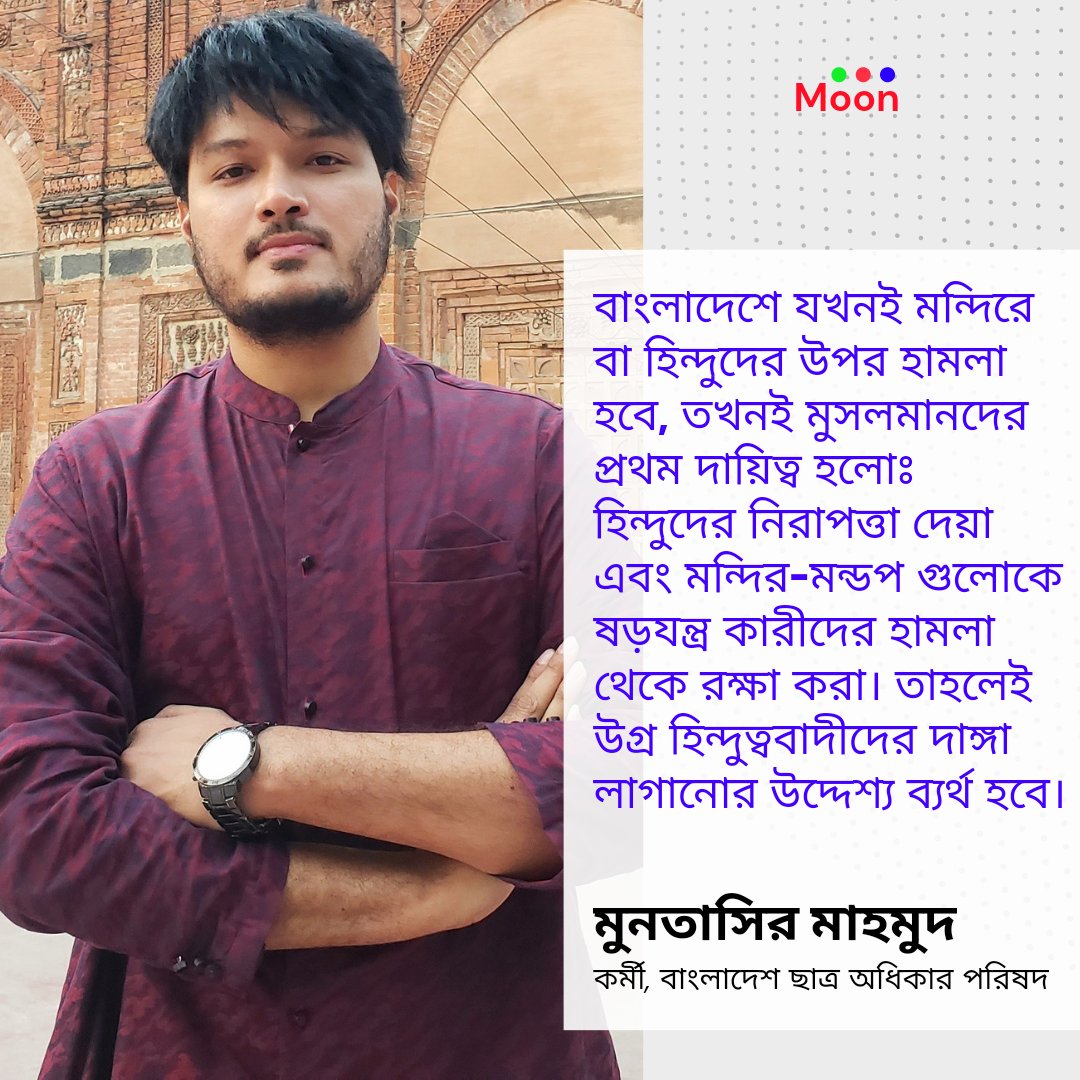 Moon
বাংলাদেশে যখনই মন্দিরে
বা হিন্দুদের উপর হামলা
হবে, তখনই মুসলমানদের
প্রথম দায়িত্ব হলোঃ
হিন্দুদের নিরাপত্তা দেয়া
এবং মন্দির-মন্ডপ গুলোকে
ষড়যন্ত্র কারীদের হামলা
থেকে রক্ষা করা। তাহলেই
উগ্র হিন্দুত্ববাদীদের দাঙ্গা
লাগানোর উদ্দেশ্য ব্যর্থ হবে।
মুনতাসির মাহমুদ
কর্মী, বাংলাদেশ ছাত্র অধিকার পরিষদ